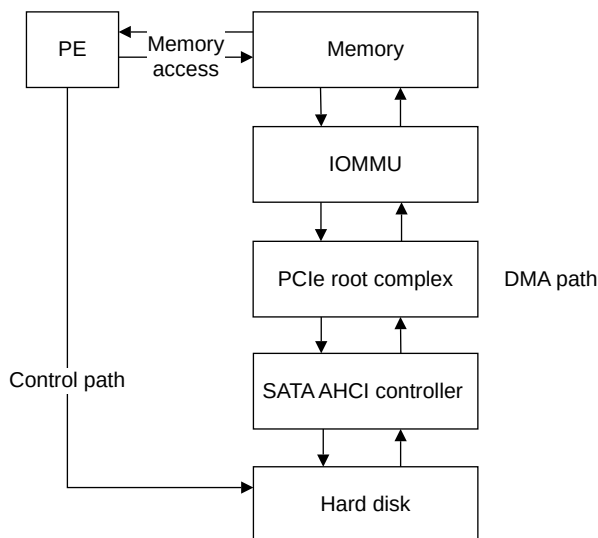 PE
Memory
access
Memory
IOMMU
PCIe root complex
DMA path
SATA AHCI controller
Control path
Hard disk